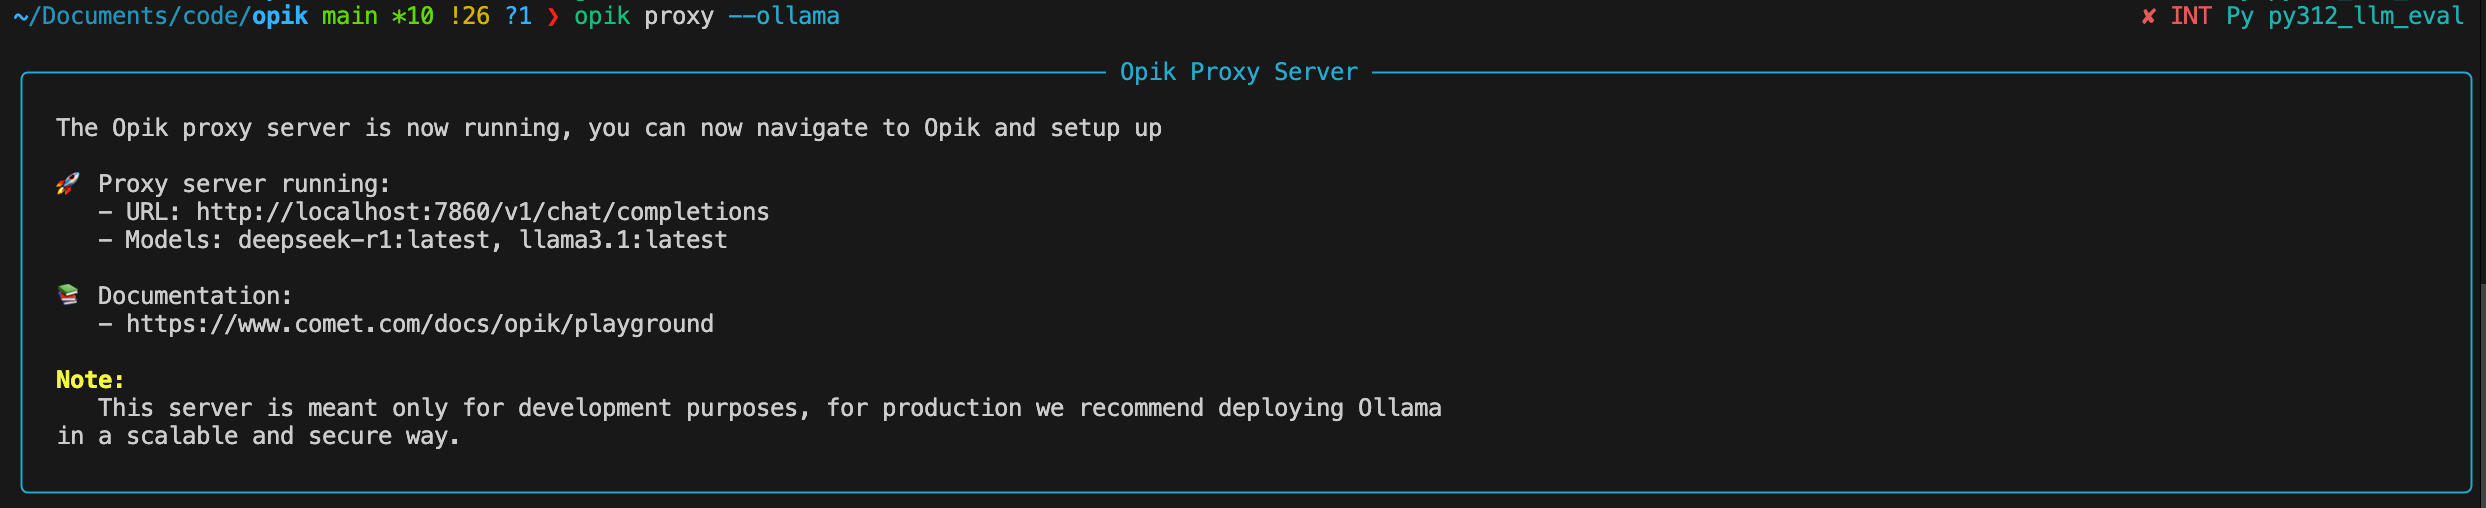 ~/Documents/code/opik main *10 !26 ?1 ❯ opik proxy --ollama ✘ INT Py py312_llm_eval
Opik Proxy Server
The Opik proxy server is now running, you can now navigate to Opik and setup up
🚀 Proxy server running:
- URL: http://localhost:7860/v1/chat/completions
- Models: deepseek-r1:latest, llama3.1:latest
📚 Documentation:
- https://www.comet.com/docs/opik/playground
Note:
This server is meant only for development purposes, for production we recommend deploying Ollama
in a scalable and secure way.